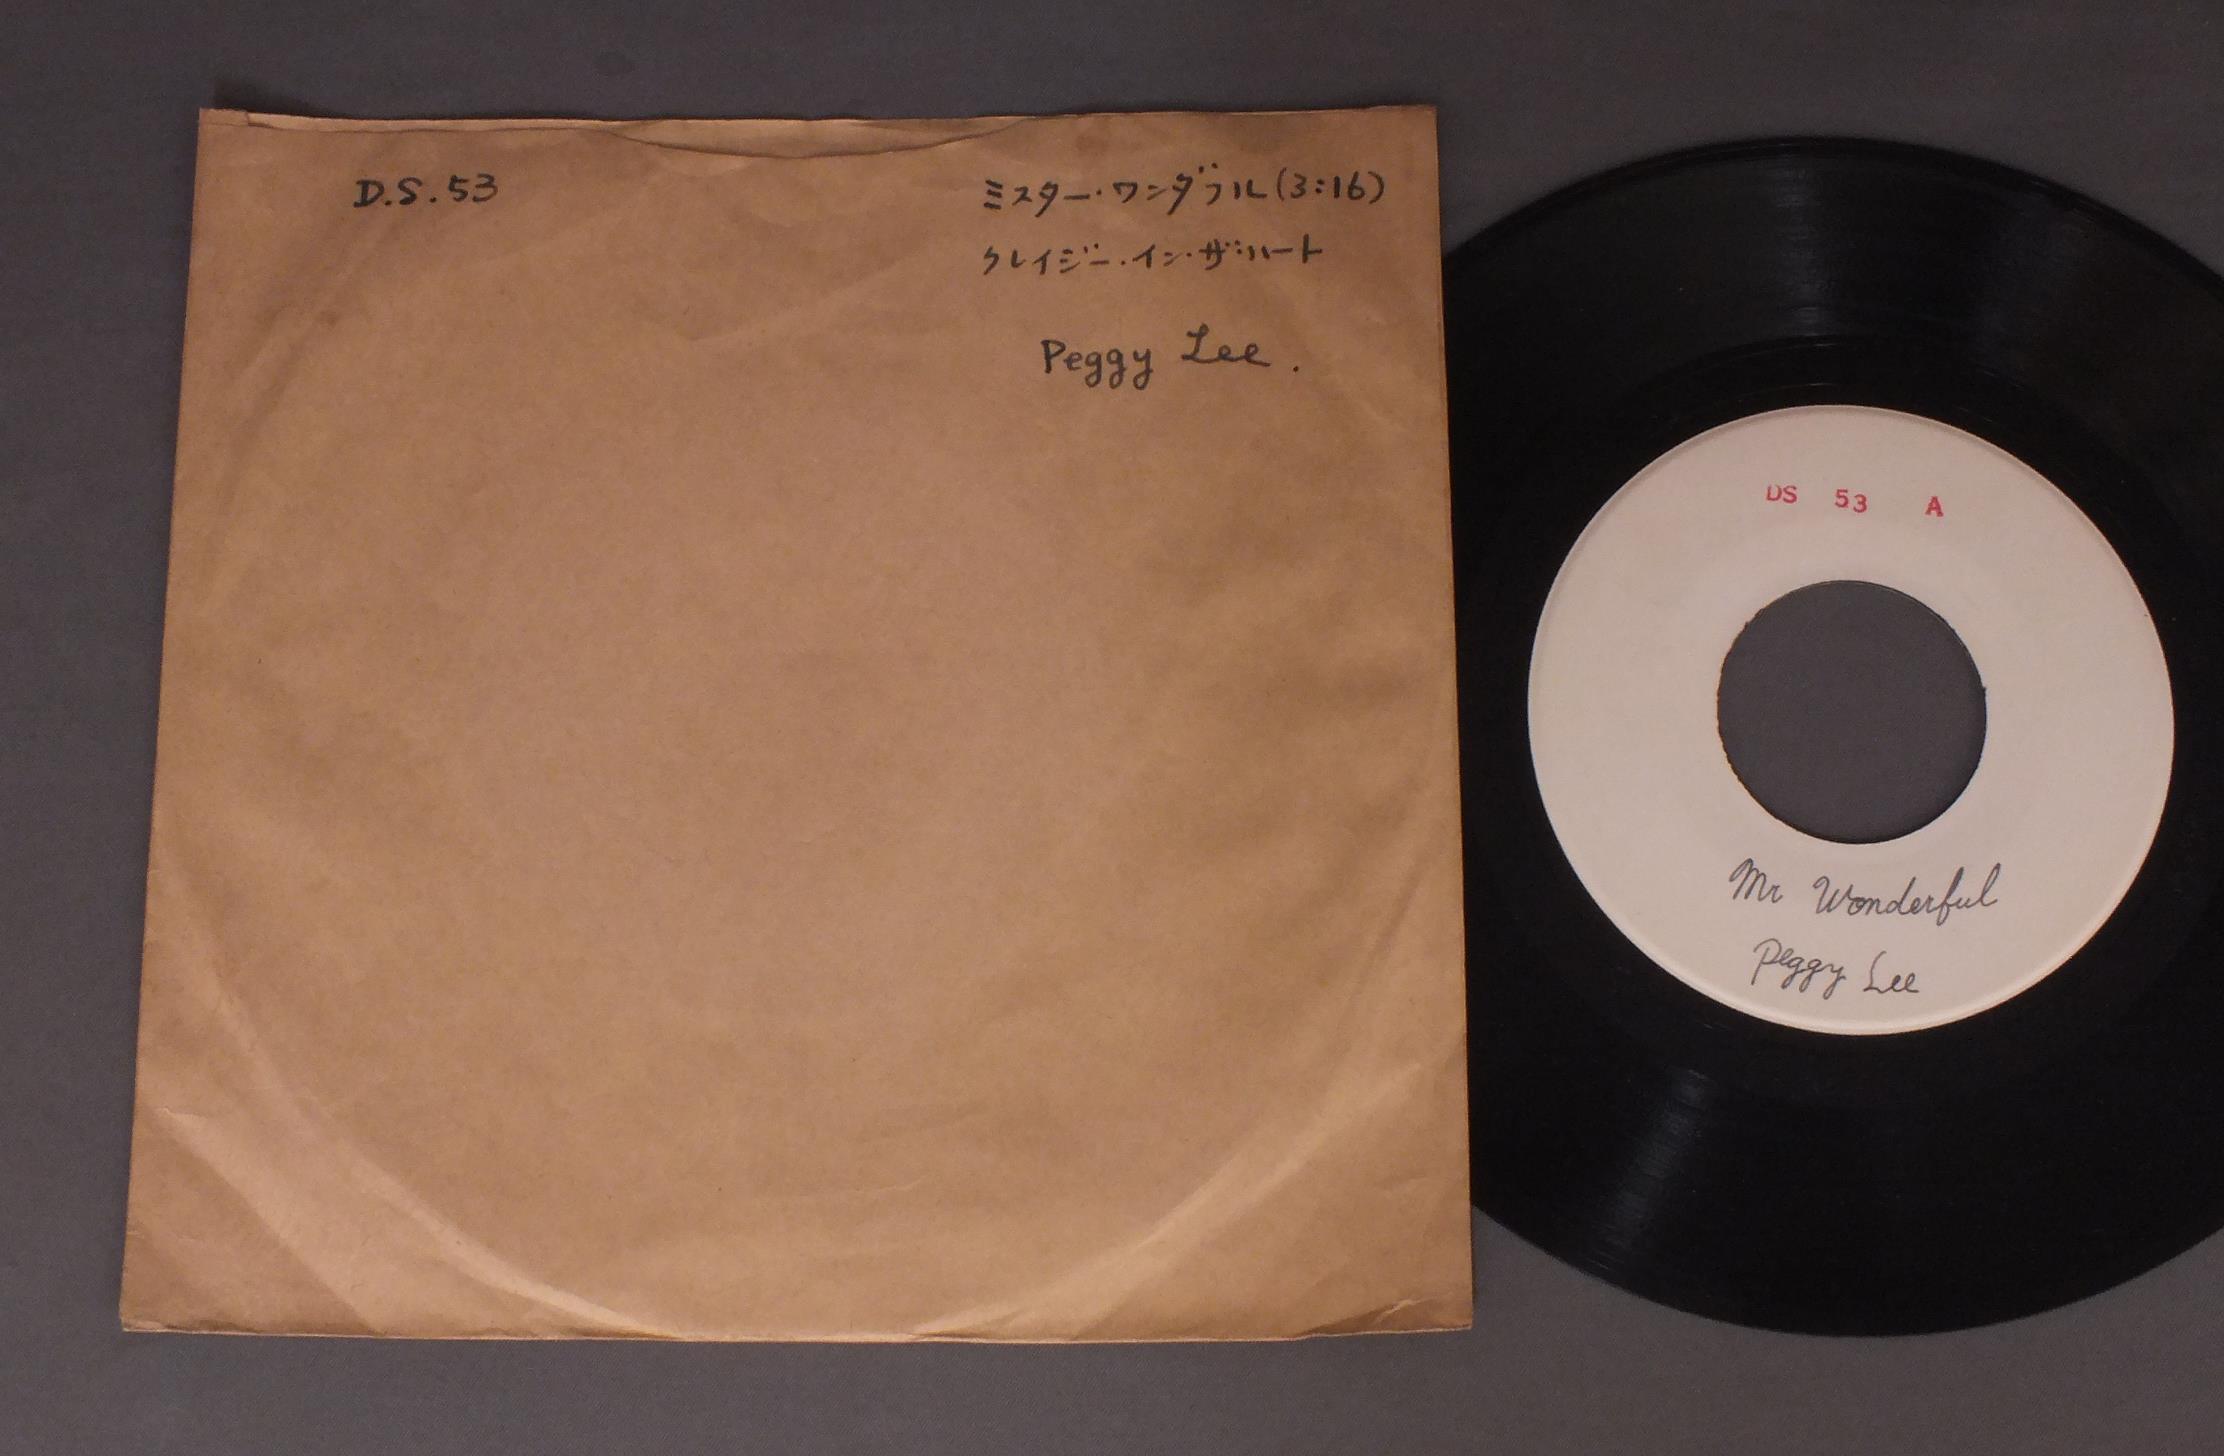 D.S.53
ミスター・ワンダフル(3:16)
クレイジー・イン・ザ・ハート
Peggy Lee.
DS 53 A
Mr Wonderful
Peggy Lee